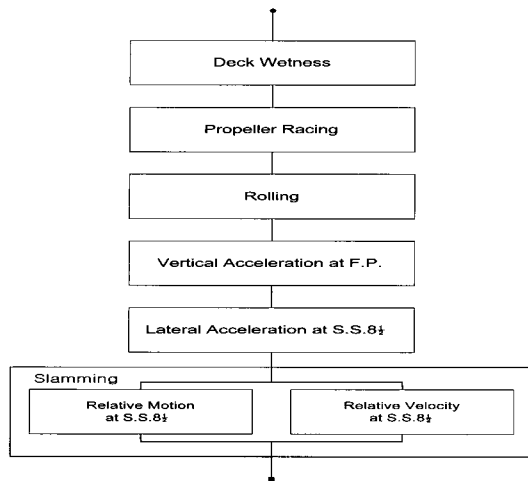 Deck Wetness
Propeller Racing
Rolling
Vertical Acceleration at F.P.
Lateral Acceleration at S.S.8½
Slamming
Relative Motion
at S.S.8½
Relative Velocity
at S.S.8½